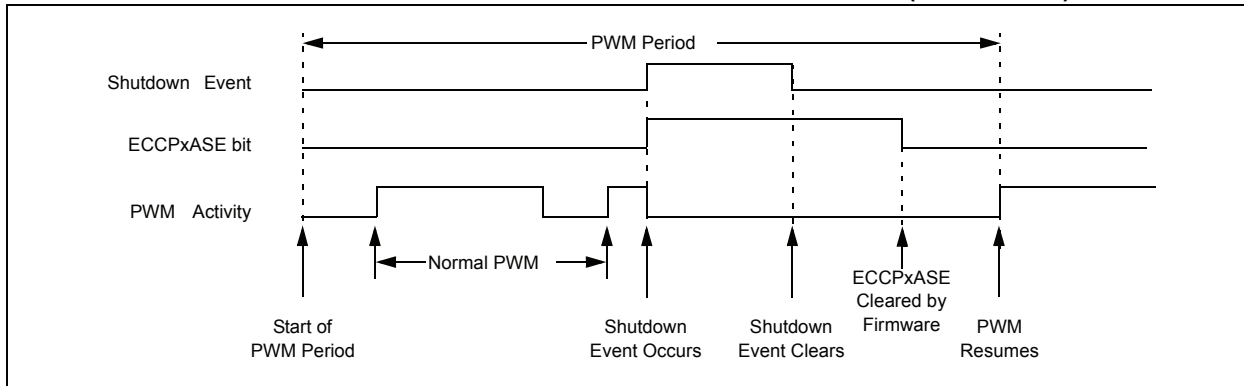 PWM Period
Shutdown Event
ECCPxASE bit
PWM Activity
Normal PWM
Start of
PWM Period
Shutdown
Event Occurs
Shutdown
Event Clears
ECCPxASE
Cleared by
Firmware
PWM
Resumes